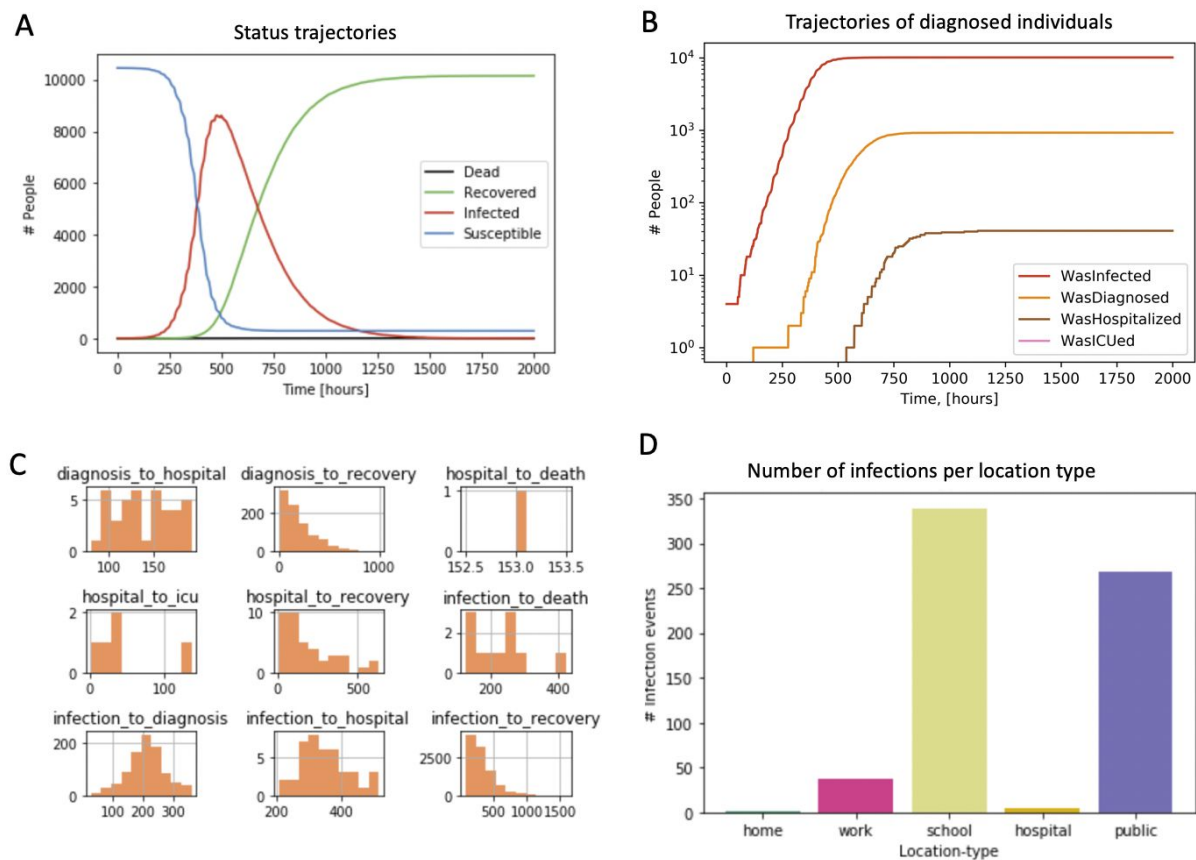 A
Status trajectories
# People
10000
8000
6000
4000
2000
0
Dead
Recovered
Infected
Susceptible
0 250 500 750 1000 1250 1500 1750 2000
Time [hours]
B
Trajectories of diagnosed individuals
# People
10⁴
10³
10²
10¹
10⁰
WasInfected
WasDiagnosed
WasHospitalized
WasICUed
0 250 500 750 1000 1250 1500 1750 2000
Time, [hours]
C
diagnosis_to_hospital
5
0
100 150
diagnosis_to_recovery
200
0
0 1000
hospital_to_death
1
0
152.5 153.0 153.5
hospital_to_icu
2
0
0 100
hospital_to_recovery
10
5
0
0 500
infection_to_death
2
0
200 400
infection_to_diagnosis
200
0
100 200 300
infection_to_hospital
5
0
200 400
infection_to_recovery
2500
0
500 1000 1500
D
Number of infections per location type
# Infection events
350
300
250
200
150
100
50
0
home work school hospital public
Location-type